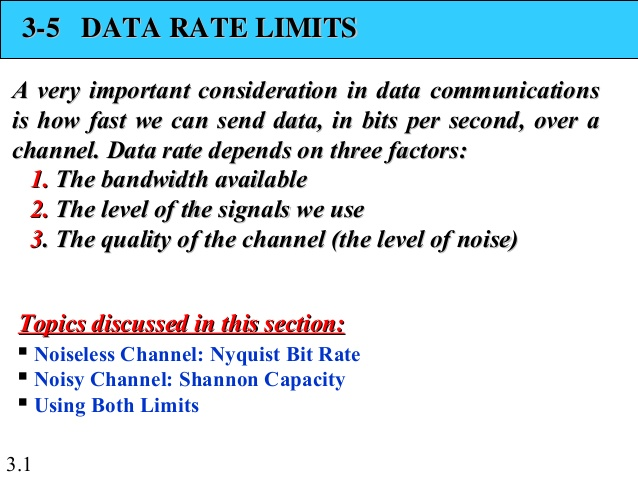 3-5 DATA RATE LIMITS
A very important consideration in data communications
is how fast we can send data, in bits per second, over a
channel. Data rate depends on three factors:
1. The bandwidth available
2. The level of the signals we use
3. The quality of the channel (the level of noise)
Topics discussed in this section:
▪ Noiseless Channel: Nyquist Bit Rate
▪ Noisy Channel: Shannon Capacity
▪ Using Both Limits
3.1